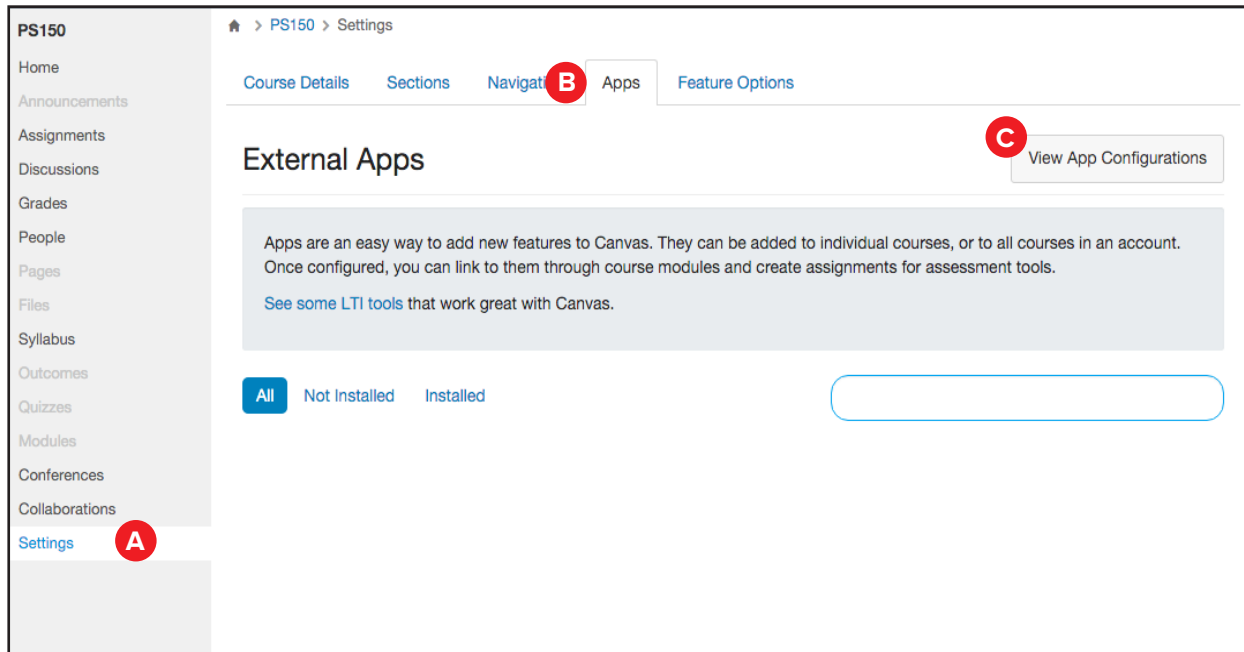 PS150
Home
Announcements
Assignments
Discussions
Grades
People
Pages
Files
Syllabus
Outcomes
Quizzes
Modules
Conferences
Collaborations
Settings A
> PS150 > Settings
Course Details Sections Navigati B Apps Feature Options
External Apps
C View App Configurations
Apps are an easy way to add new features to Canvas. They can be added to individual courses, or to all courses in an account.
Once configured, you can link to them through course modules and create assignments for assessment tools.
See some LTI tools that work great with Canvas.
All Not Installed Installed